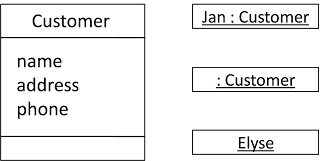 Customer
name
address
phone
Jan : Customer
: Customer
Elyse